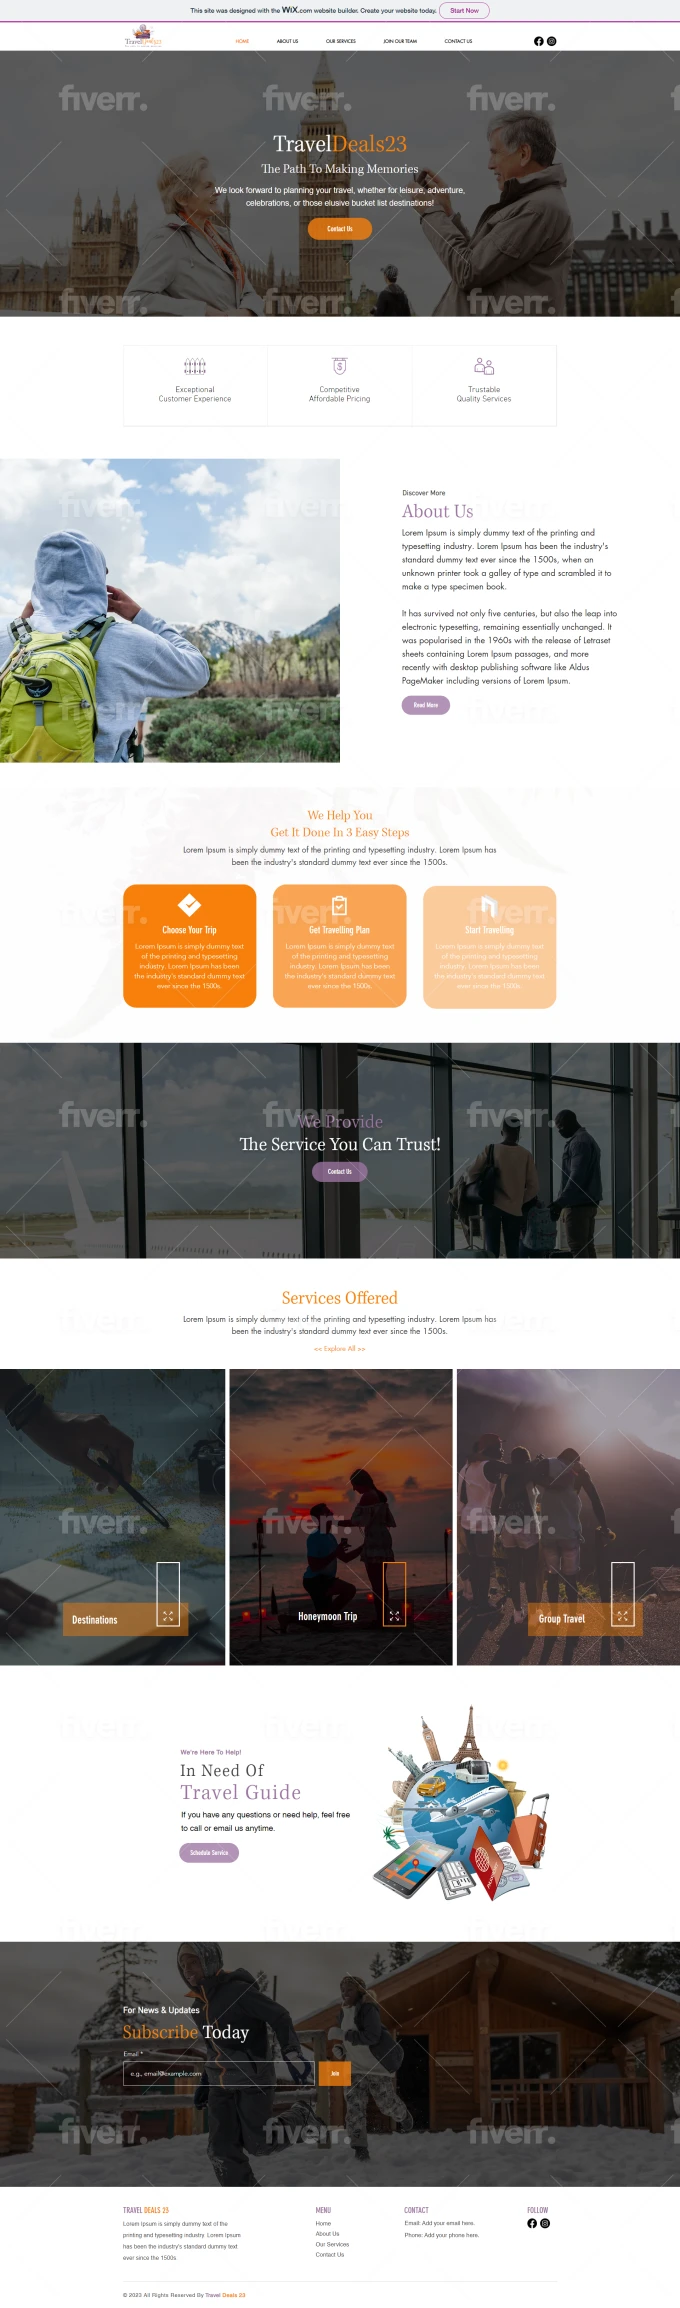 This site was designed with the WiX.com website builder. Create your website today. Start Now
HOME ABOUT US OUR SERVICES JOIN OUR TEAM CONTACT US
TravelDeals23
The Path To Making Memories
We look forward to planning your travel, whether for leisure, adventure,
celebrations, or those elusive bucket list destinations!
Contact Us
Exceptional
Customer Experience
Competitive
Affordable Pricing
Trustable
Quality Services
Discover More
About Us
Lorem Ipsum is simply dummy text of the printing and
typesetting industry. Lorem Ipsum has been the industry's
standard dummy text ever since the 1500s, when an
unknown printer took a galley of type and scrambled it to
make a type specimen book.
It has survived not only five centuries, but also the leap into
electronic typesetting, remaining essentially unchanged. It
was popularised in the 1960s with the release of Letraset
sheets containing Lorem Ipsum passages, and more
recently with desktop publishing software like Aldus
PageMaker including versions of Lorem Ipsum.
Read More
We Help You
Get It Done In 3 Easy Steps
Lorem Ipsum is simply dummy text of the printing and typesetting industry. Lorem Ipsum has
been the industry's standard dummy text ever since the 1500s.
Choose Your Trip
Lorem Ipsum is simply dummy text
of the printing and typesetting
industry. Lorem Ipsum has been
the industry's standard dummy text
ever since the 1500s.
Get Travelling Plan
Lorem Ipsum is simply dummy text
of the printing and typesetting
industry. Lorem Ipsum has been
the industry's standard dummy text
ever since the 1500s.
Start Travelling
Lorem Ipsum is simply dummy text
of the printing and typesetting
industry. Lorem Ipsum has been
the industry's standard dummy text
ever since the 1500s.
We Provide
The Service You Can Trust!
Contact Us
Services Offered
Lorem Ipsum is simply dummy text of the printing and typesetting industry. Lorem Ipsum has
been the industry's standard dummy text ever since the 1500s.
<< Explore All >>
Destinations
Honeymoon Trip
Group Travel
We're Here To Help!
In Need Of
Travel Guide
If you have any questions or need help, feel free
to call or email us anytime.
Schedule Service
For News & Updates
Subscribe Today
Email *
e.g., email@example.com
Join
TRAVEL DEALS 23
Lorem Ipsum is simply dummy text of the
printing and typesetting industry. Lorem Ipsum
has been the industry's standard dummy text
ever since the 1500s.
MENU
Home
About Us
Our Services
Contact Us
CONTACT
Email: Add your email here.
Phone: Add your phone here.
FOLLOW
© 2023 All Rights Reserved By Travel Deals 23
fiverr.